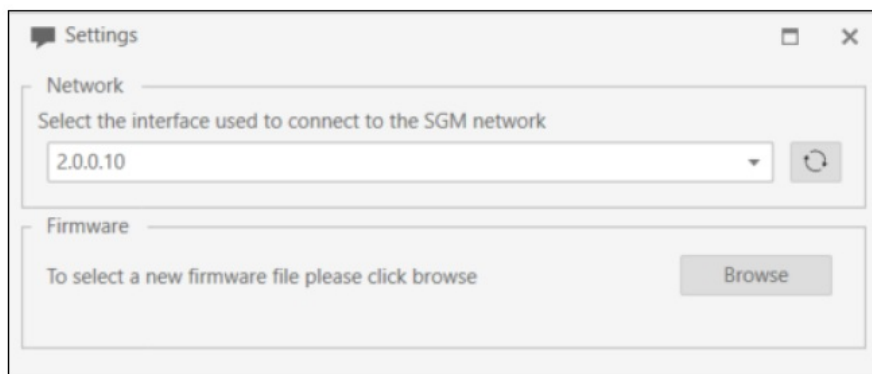 Settings
Network
Select the interface used to connect to the SGM network
2.0.0.10
Firmware
To select a new firmware file please click browse
Browse